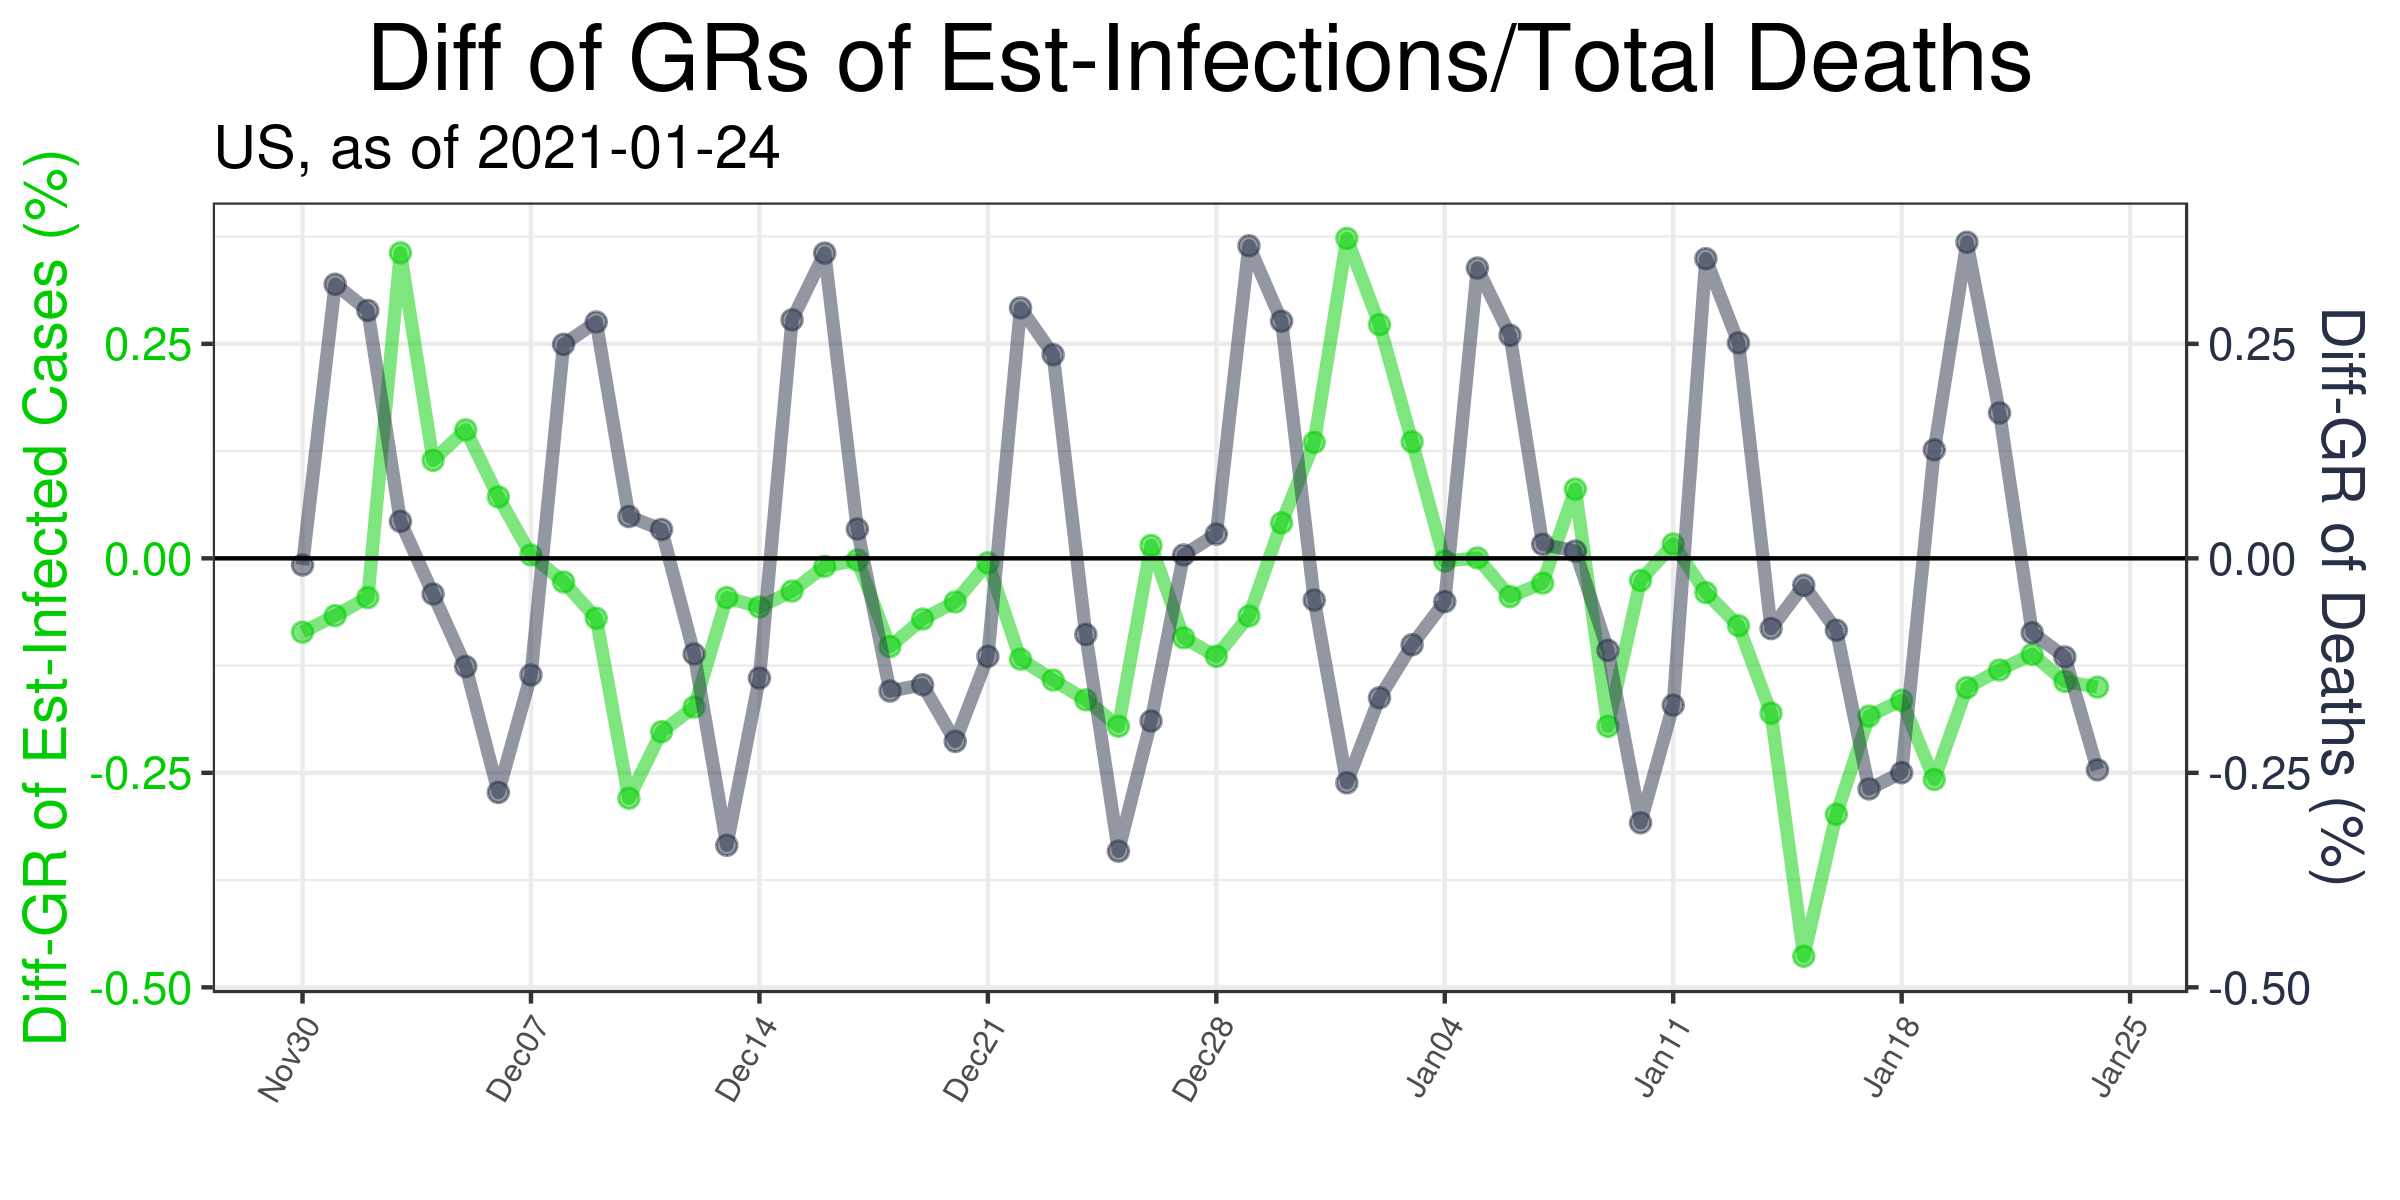 Diff of GRs of Est-Infections/Total Deaths
US, as of 2021-01-24
Diff-GR of Est-Infected Cases (%)
0.25
0.00
-0.25
-0.50
0.25
0.00
-0.25
-0.50
Diff-GR of Deaths (%)
Nov30
Dec07
Dec14
Dec21
Dec28
Jan04
Jan11
Jan18
Jan25